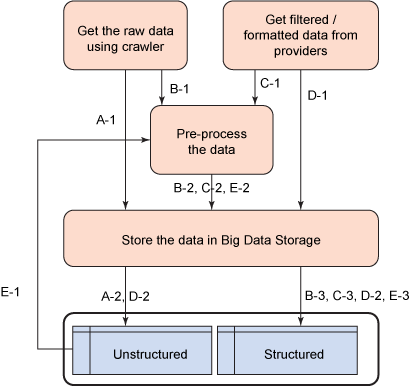 Get the raw data
using crawler
Get filtered /
formatted data from
providers
B-1
C-1
D-1
A-1
Pre-process
the data
B-2, C-2, E-2
Store the data in Big Data Storage
E-1
A-2, D-2
B-3, C-3, D-2, E-3
Unstructured
Structured